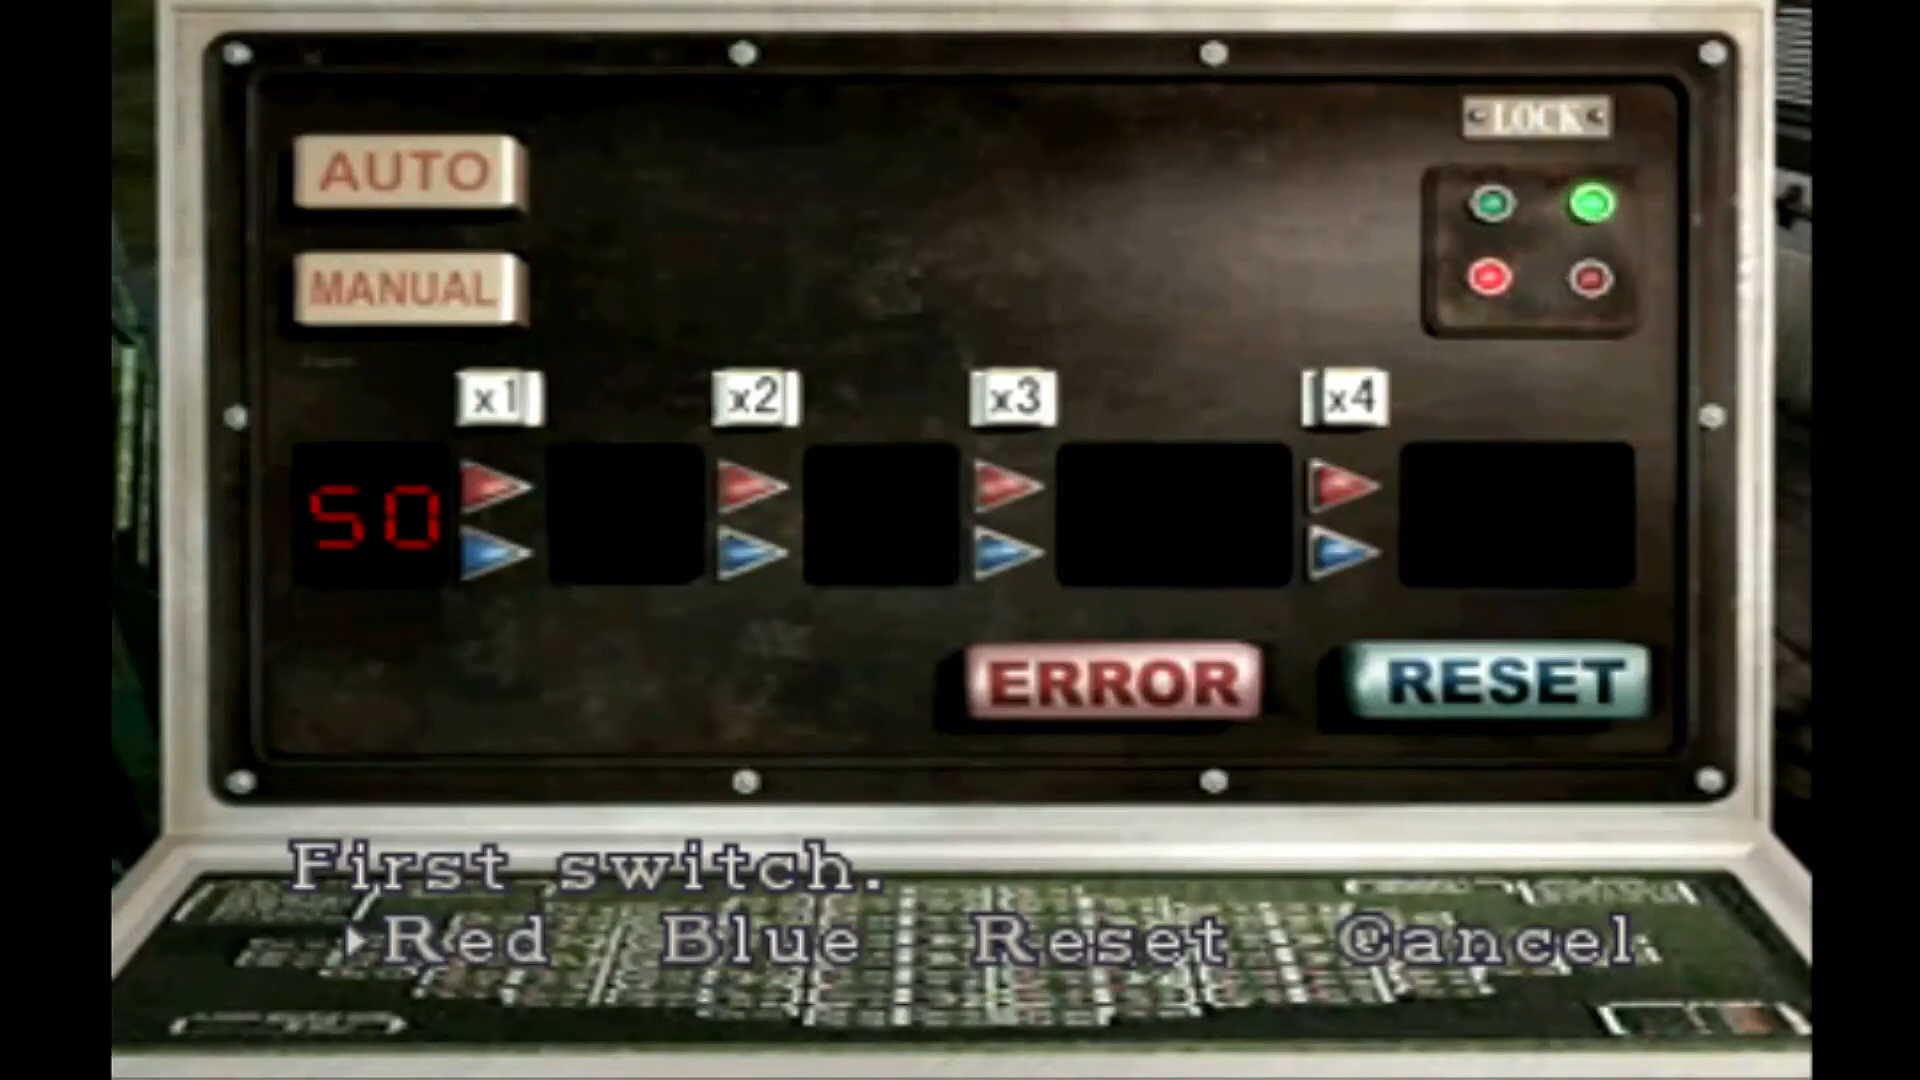 LOCK
AUTO
MANUAL
x1 x2 x3 x4
50
ERROR RESET
First switch.
Red Blue Reset Cancel